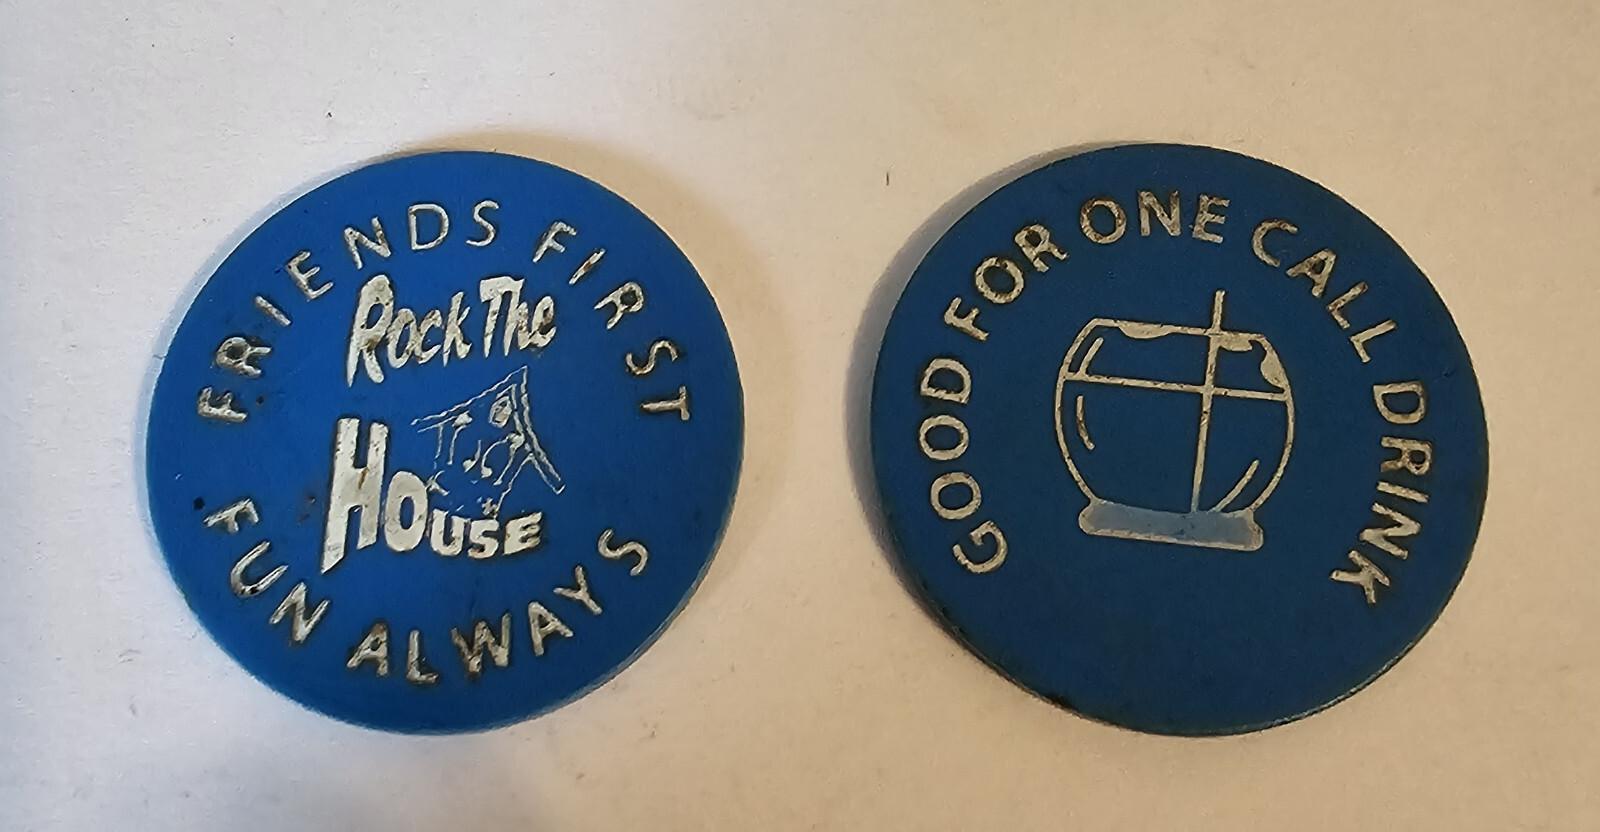 FRIENDS FIRST
Rock The
House
FUN ALWAYS
GOOD FOR ONE CALL DRINK